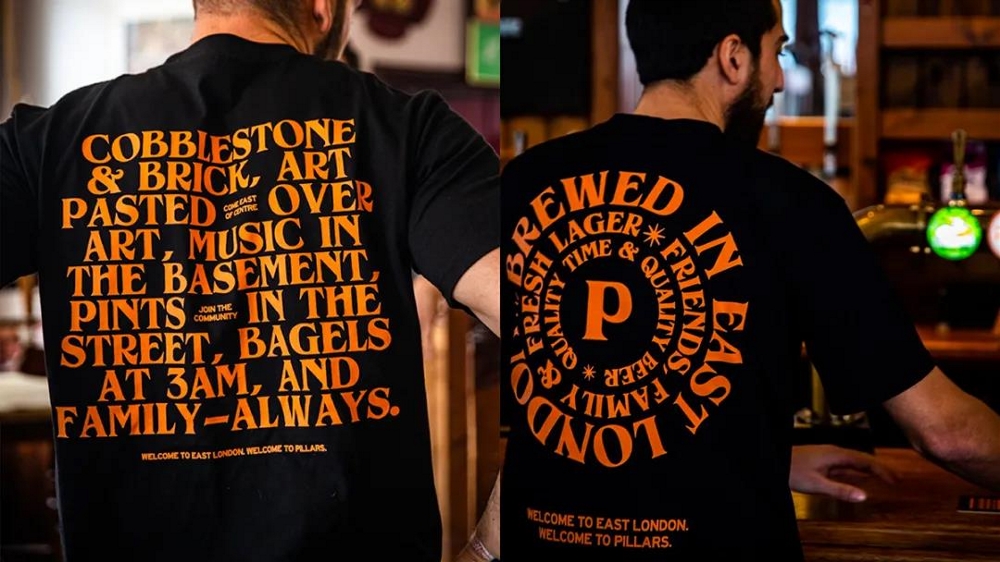 COBBLESTONE
& BRICK, ART
PASTED COME EAST OF CENTRE OVER
ART, MUSIC IN
THE BASEMENT,
PINTS JOIN THE COMMUNITY IN THE
STREET, BAGELS
AT 3AM, AND
FAMILY—ALWAYS.
WELCOME TO EAST LONDON. WELCOME TO PILLARS.
BREWED IN EAST LONDO
FRESH LAGER * FRIENDS, FAMILY &
QUALITY TIME & QUALITY BEER *
P
WELCOME TO EAST LONDON.
WELCOME TO PILLARS.